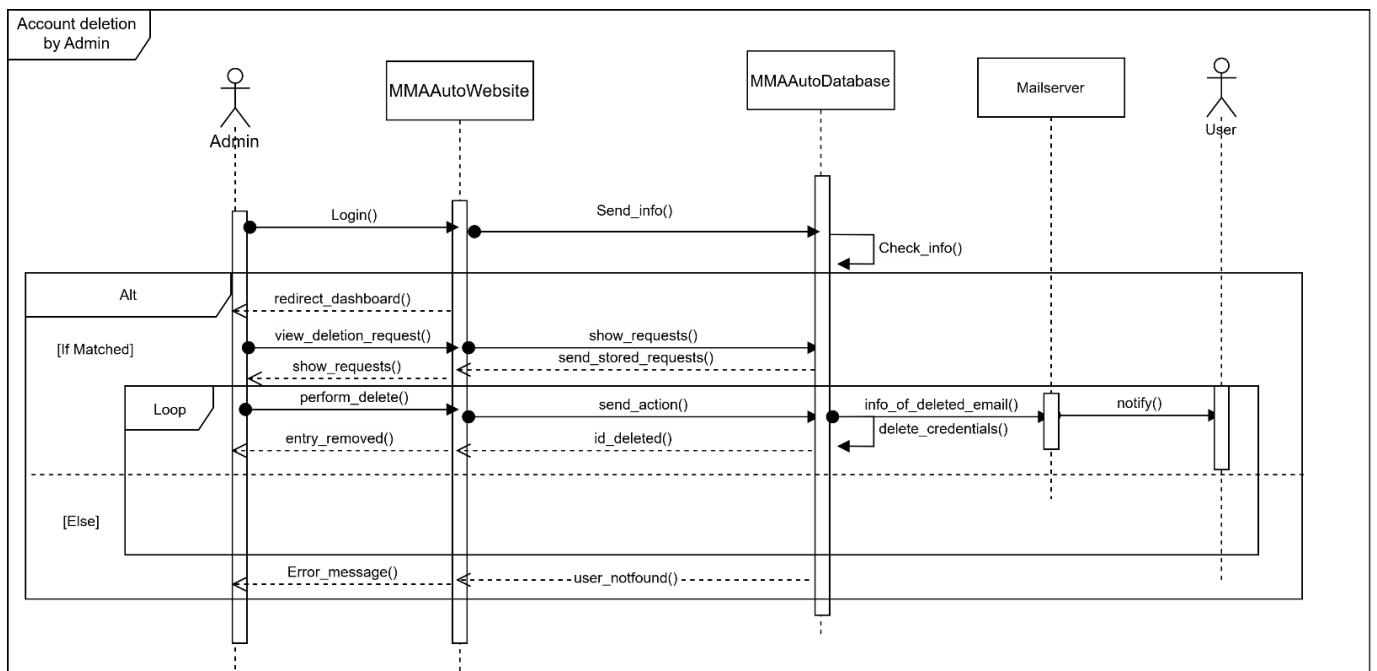 Account deletion
by Admin
MMAAutoWebsite
MMAAutoDatabase
Mailserver
Admin
User
Login()
Send_info()
Check_info()
Alt
redirect_dashboard()
[If Matched]
view_deletion_request()
show_requests()
send_stored_requests()
show_requests()
Loop
perform_delete()
send_action()
info_of_deleted_email()
notify()
delete_credentials()
entry_removed()
id_deleted()
[Else]
Error_message()
user_notfound()